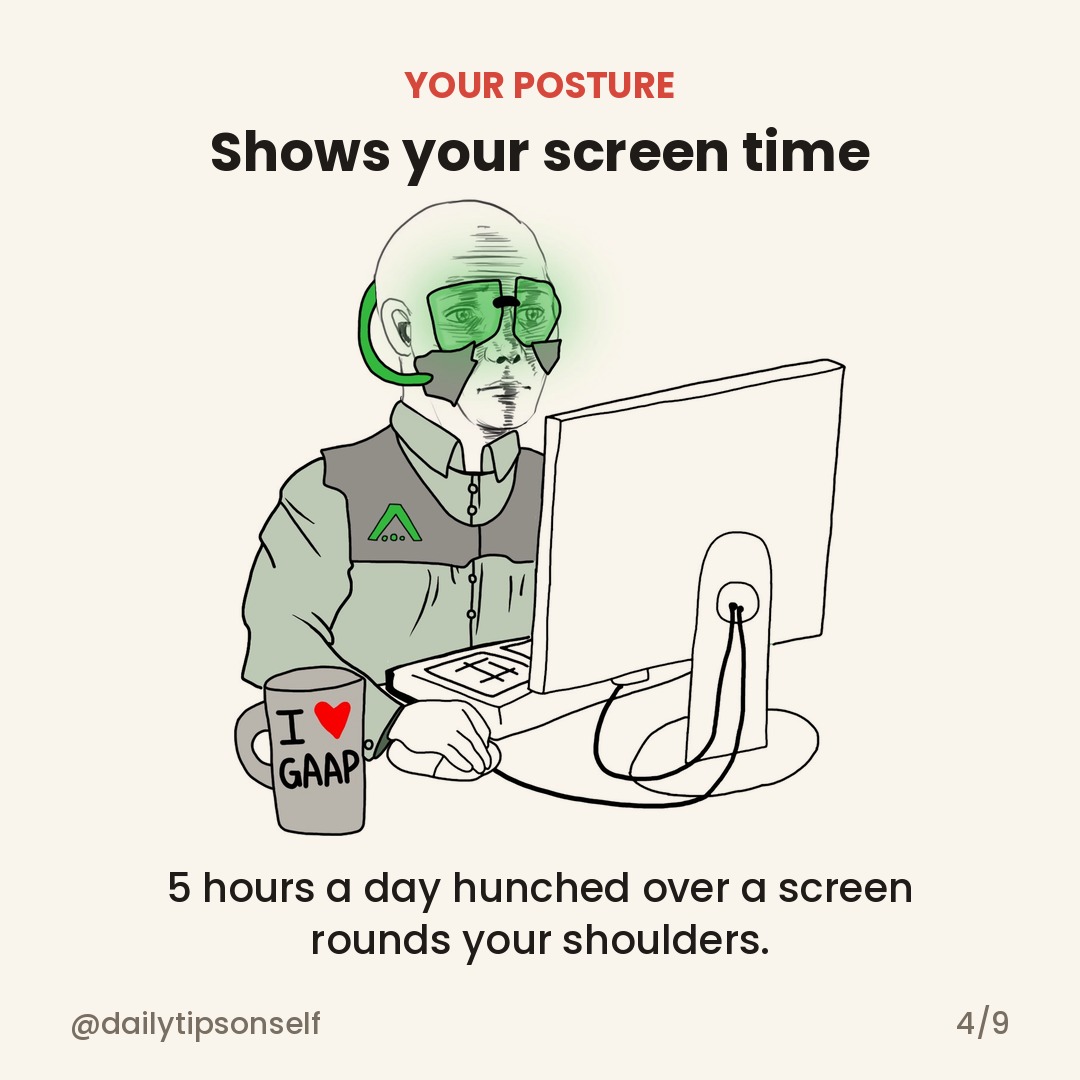 YOUR POSTURE
Shows your screen time
I ❤
GAAP
5 hours a day hunched over a screen
rounds your shoulders.
@dailytipsonself
4/9